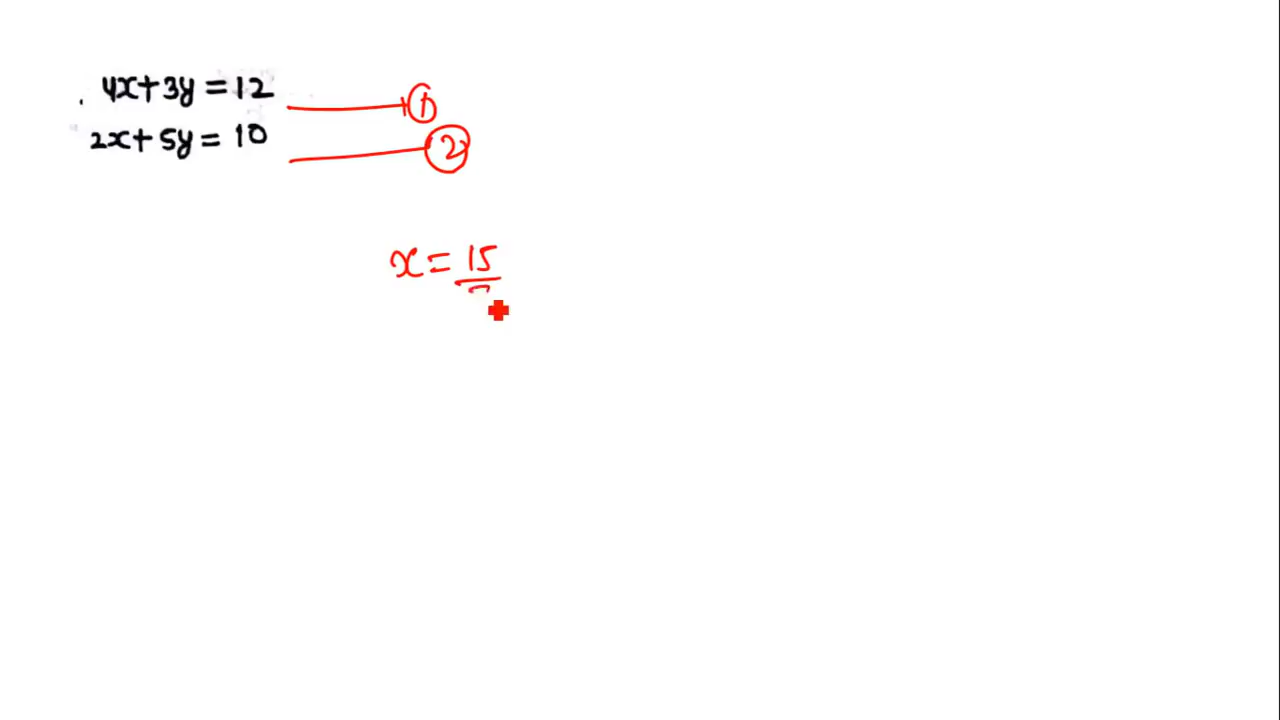 4x+3y=12 ①
2x+5y=10 ②
x=15